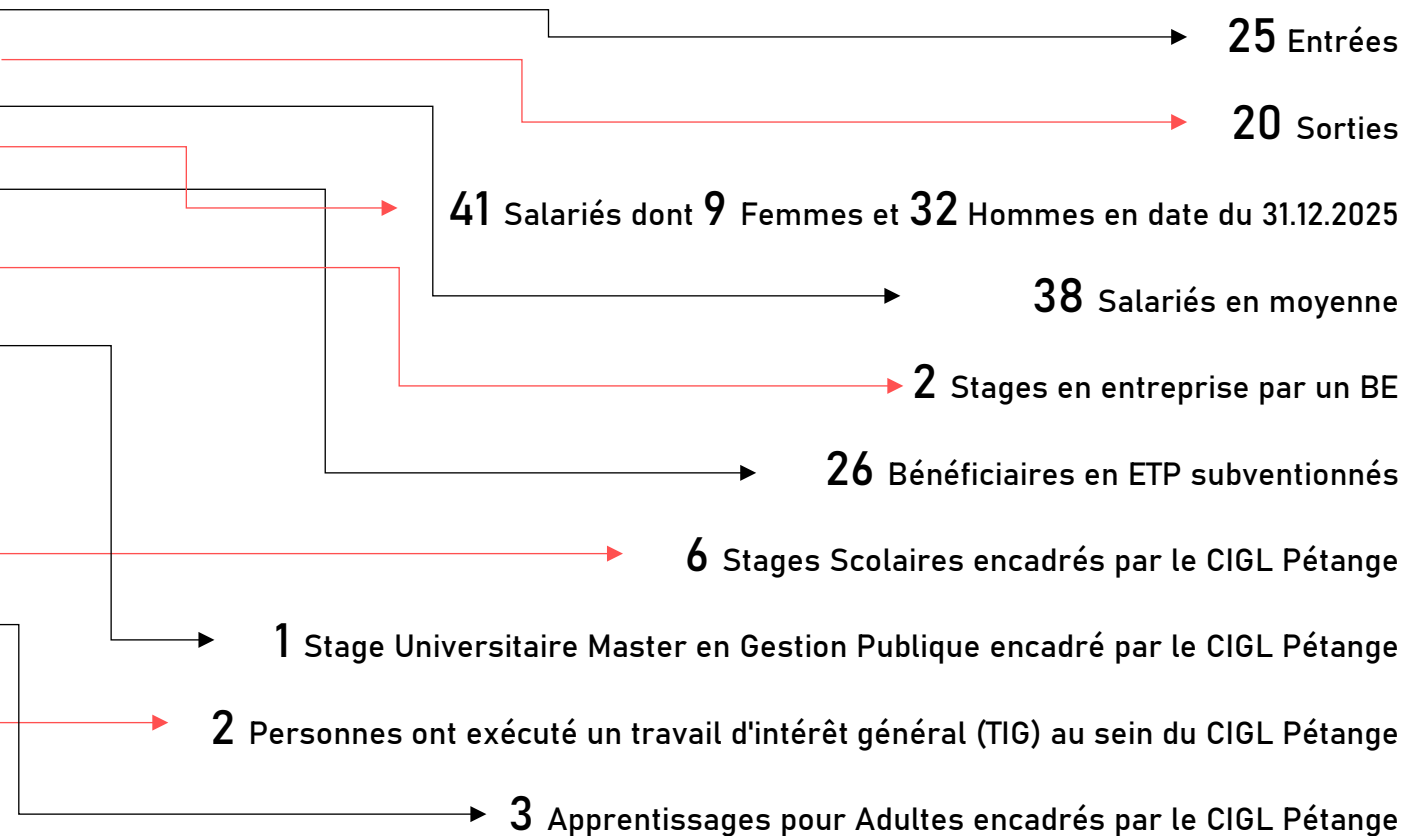 25 Entrées
20 Sorties
41 Salariés dont 9 Femmes et 32 Hommes en date du 31.12.2025
38 Salariés en moyenne
2 Stages en entreprise par un BE
26 Bénéficiaires en ETP subventionnés
6 Stages Scolaires encadrés par le CIGL Pétange
1 Stage Universitaire Master en Gestion Publique encadré par le CIGL Pétange
2 Personnes ont exécuté un travail d'intérêt général (TIG) au sein du CIGL Pétange
3 Apprentissages pour Adultes encadrés par le CIGL Pétange